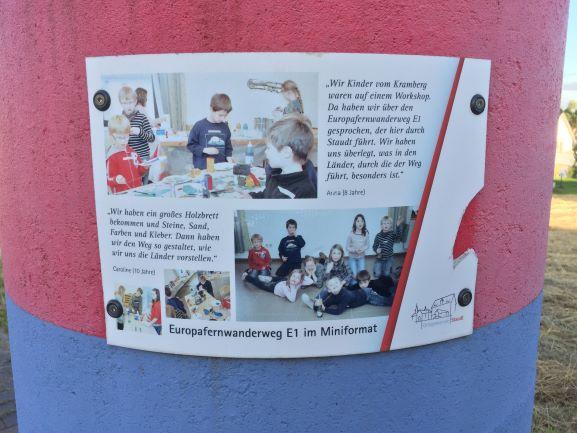 „Wir Kinder vom Kramberg
waren auf einem Workshop.
Da haben wir über den
Europafernwanderweg E1
gesprochen, der hier durch
Staudt führt. Wir haben
uns überlegt, was in den
Länder, durch die der Weg
führt, besonders ist.“
Anna (8 Jahre)
„Wir haben ein großes Holzbrett
bekommen und Steine, Sand,
Farben und Kleber. Dann haben
wir den Weg so gestaltet, wie
wir uns die Länder vorstellen.“
Caroline (10 Jahre)
Europafernwanderweg E1 im Miniformat
Ortsgemeinde Staudt